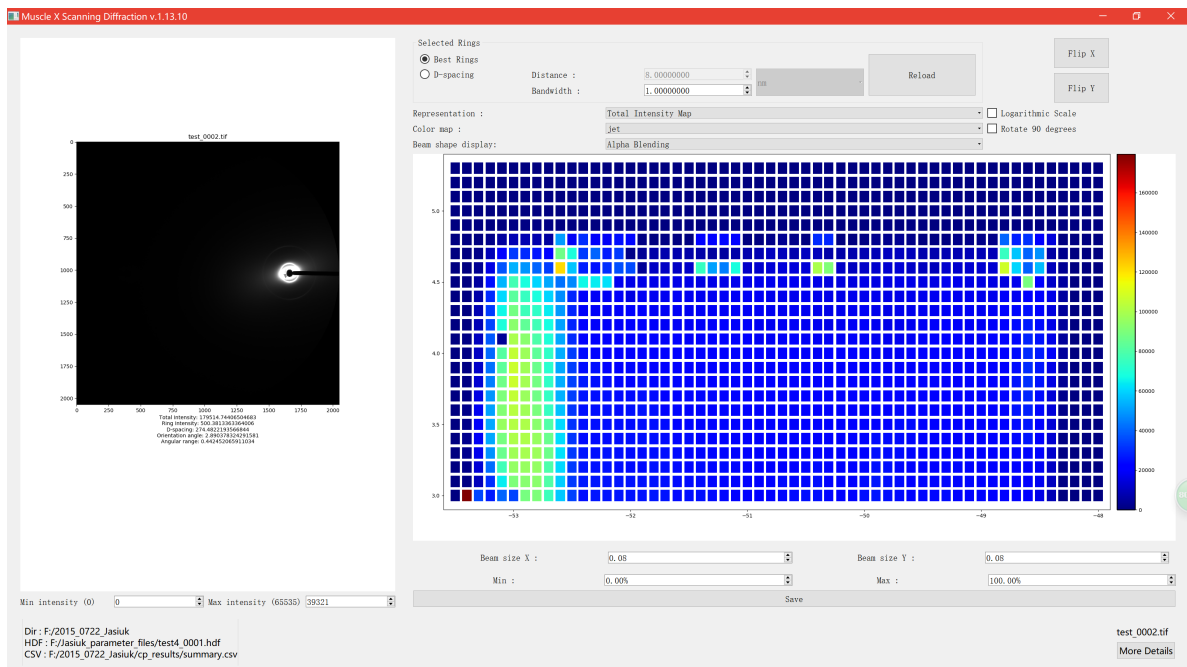 Muscle X Scanning Diffraction v.1.13.10
Selected Rings
Best Rings
D-spacing
Distance :
8.00000000
nm
Bandwidth :
1.00000000
Reload
Flip X
Flip Y
Representation :
Total Intensity Map
Logarithmic Scale
Color map :
jet
Rotate 90 degrees
Beam shape display:
Alpha Blending
test_0002.tif
0
250
500
750
1000
1250
1500
1750
2000
0 250 500 750 1000 1250 1500 1750 2000
Total Intensity: 179514.74406504683
Ring Intensity: 500.3813363364006
D-spacing: 274.4822193566844
Orientation angle: 2.890378324291581
Angular range: 0.442452065911034
5.0
4.5
4.0
3.5
3.0
−53 −52 −51 −50 −49 −48
160000
140000
120000
100000
80000
60000
40000
20000
0
Beam size X :
0.08
Beam size Y :
0.08
Min :
0.00%
Max :
100.00%
Save
Min intensity (0)
0
Max intensity (65535)
39321
Dir : F:/2015_0722_Jasiuk
HDF : F:/Jasiuk_parameter_files/test4_0001.hdf
CSV : F:/2015_0722_Jasiuk/cp_results/summary.csv
test_0002.tif
More Details